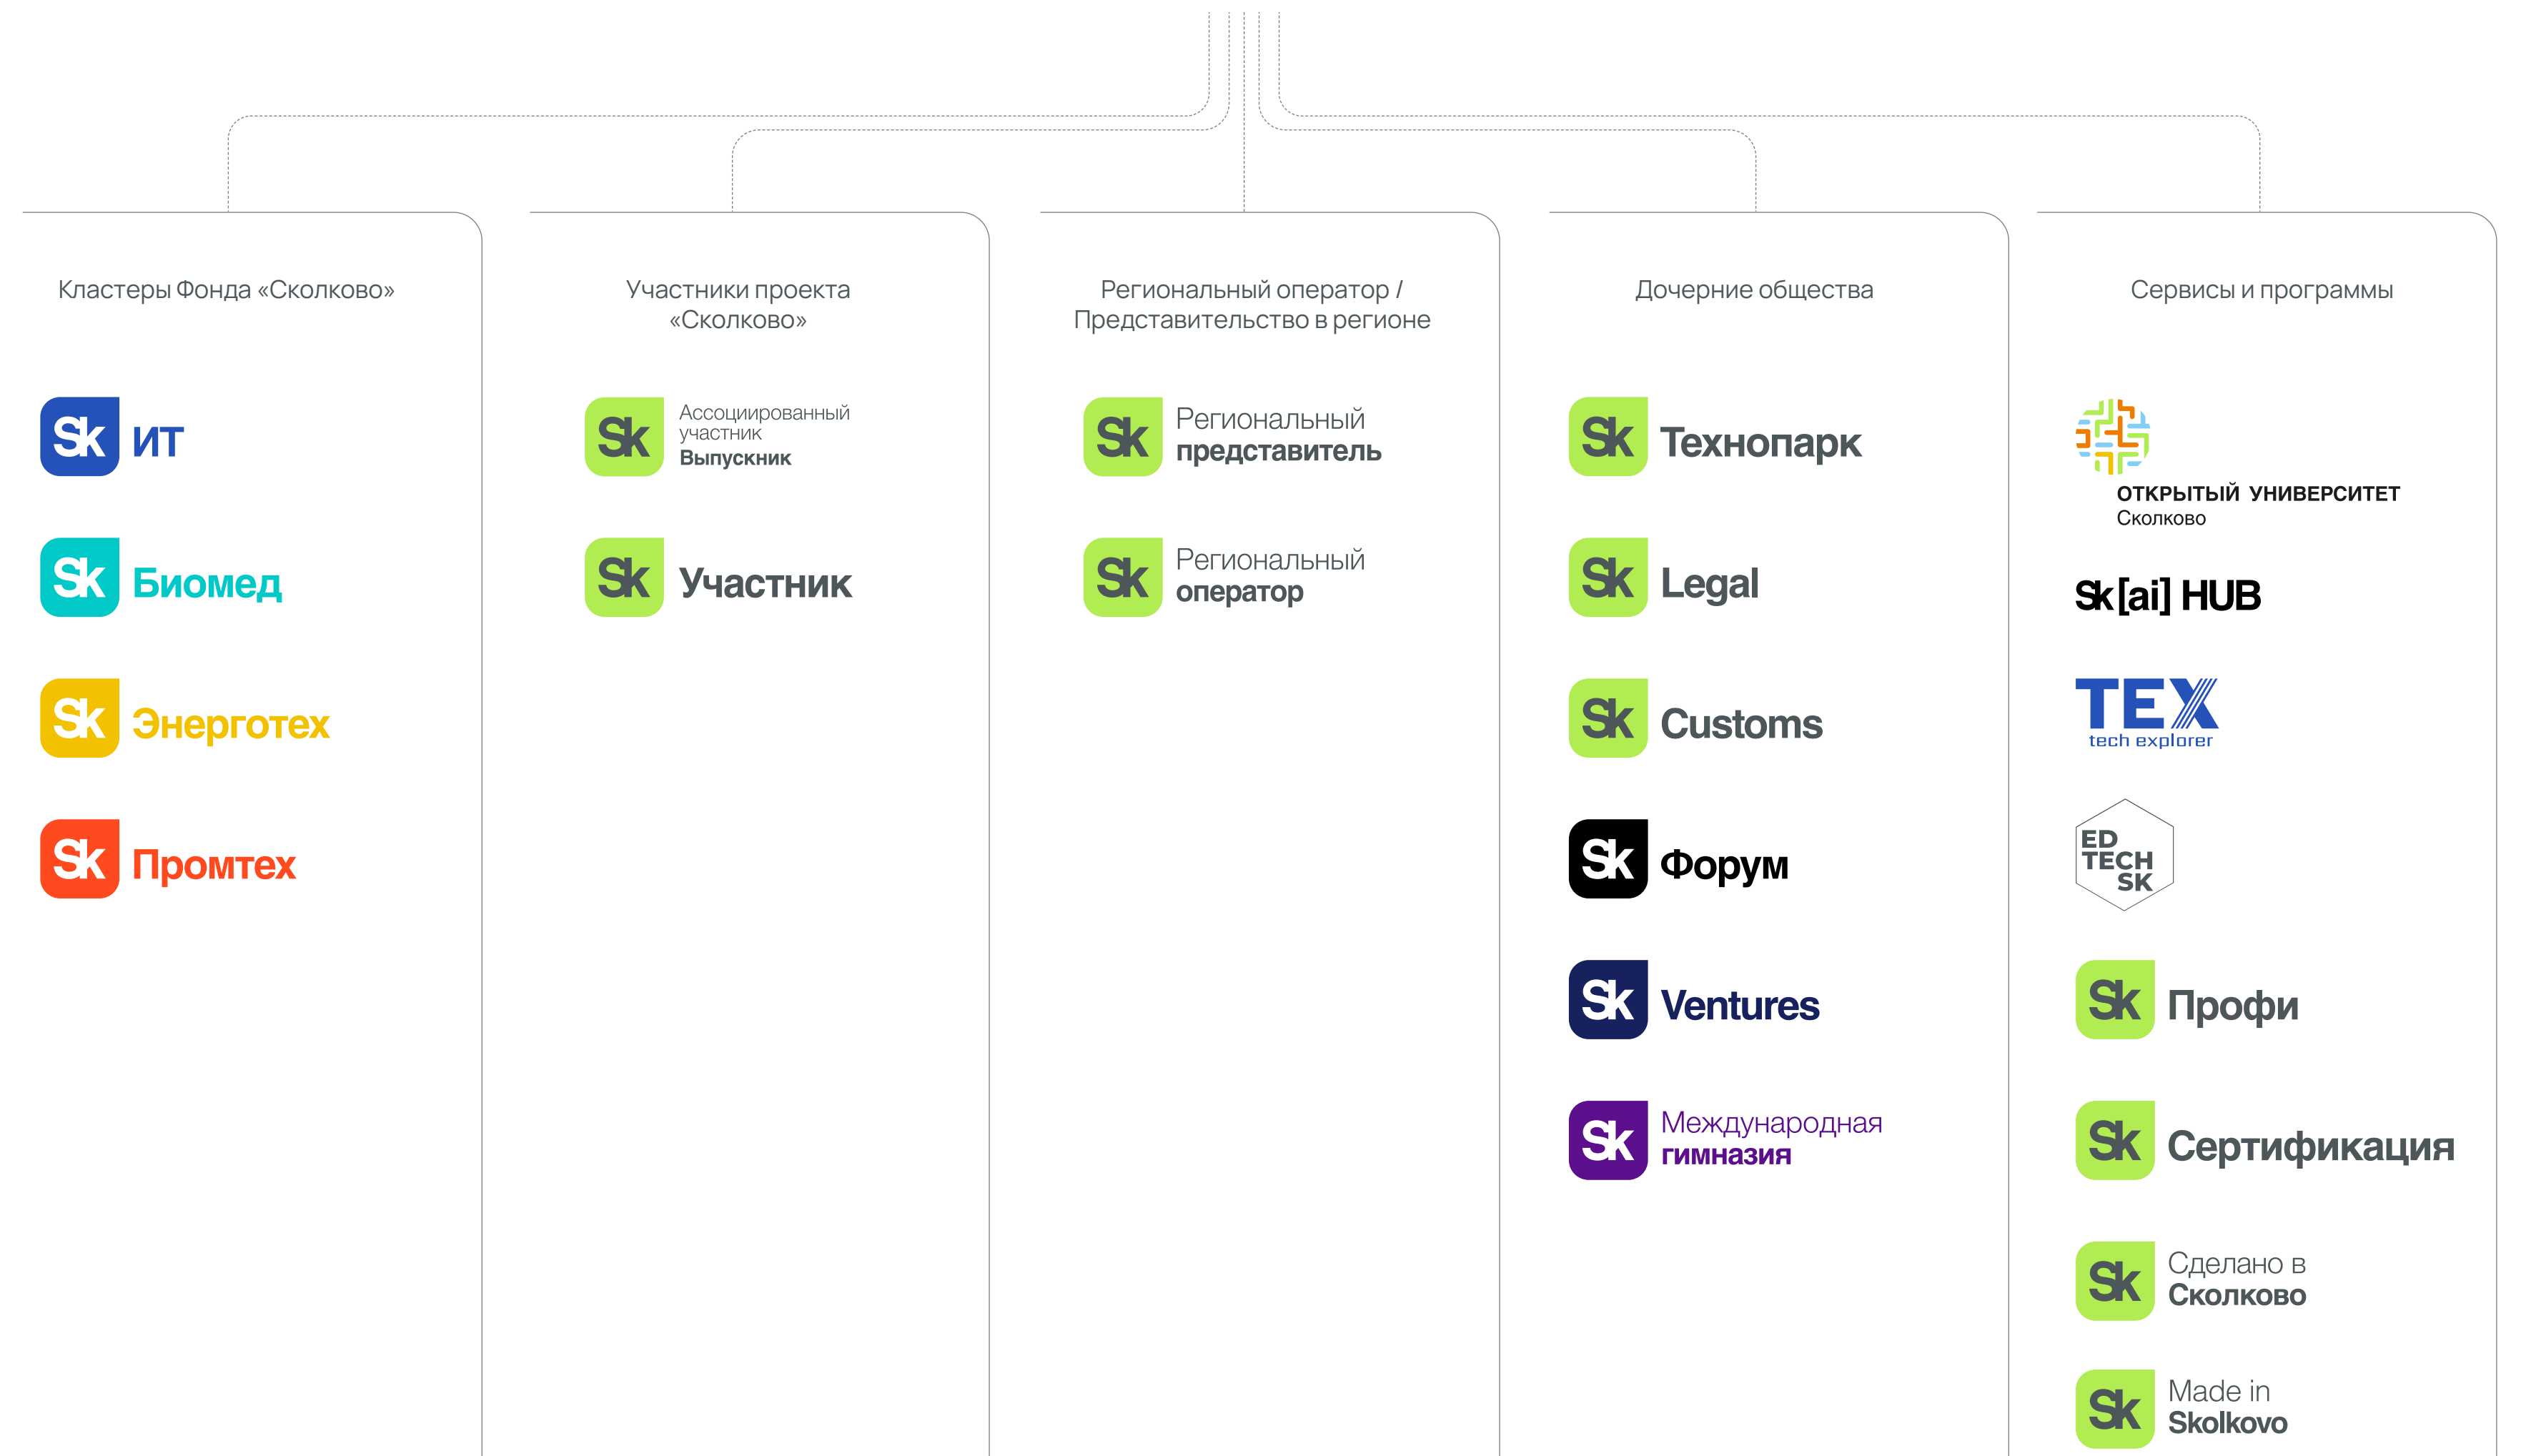 Кластеры Фонда «Сколково»
Sk ИТ
Sk Биомед
Sk Энерготех
Sk Промтех
Участники проекта
«Сколково»
Sk
Ассоциированный
участник
Выпускник
Sk Участник
Региональный оператор /
Представительство в регионе
Sk
Региональный
представитель
Sk
Региональный
оператор
Дочерние общества
Sk Технопарк
Sk Legal
Sk Customs
Sk Форум
Sk Ventures
Sk
Международная
гимназия
Сервисы и программы
ОТКРЫТЫЙ УНИВЕРСИТЕТ
Сколково
Sk [ai] HUB
TEX
tech explorer
ED
TECH
SK
Sk Профи
Sk Сертификация
Sk
Сделано в
Сколково
Sk
Made in
Skolkovo